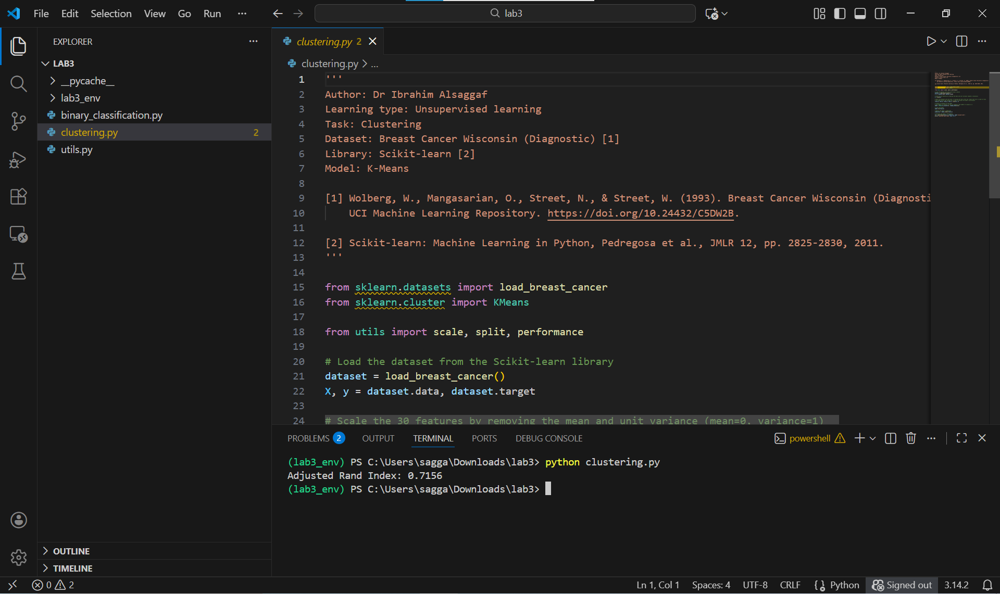 File Edit Selection View Go Run ··· lab3
EXPLORER
LAB3
__pycache__
lab3_env
binary_classification.py
clustering.py 2
utils.py
OUTLINE
TIMELINE
clustering.py 2
clustering.py > ...
1 '''
2 Author: Dr Ibrahim Alsaggaf
3 Learning type: Unsupervised learning
4 Task: Clustering
5 Dataset: Breast Cancer Wisconsin (Diagnostic) [1]
6 Library: Scikit-learn [2]
7 Model: K-Means
8
9 [1] Wolberg, W., Mangasarian, O., Street, N., & Street, W. (1993). Breast Cancer Wisconsin (Diagnosti
10 UCI Machine Learning Repository. https://doi.org/10.24432/C5DW2B.
11
12 [2] Scikit-learn: Machine Learning in Python, Pedregosa et al., JMLR 12, pp. 2825-2830, 2011.
13 '''
14
15 from sklearn.datasets import load_breast_cancer
16 from sklearn.cluster import KMeans
17
18 from utils import scale, split, performance
19
20 # Load the dataset from the Scikit-learn library
21 dataset = load_breast_cancer()
22 X, y = dataset.data, dataset.target
23
24 # Scale the 30 features by removing the mean and unit variance (mean=0, variance=1)
PROBLEMS 2 OUTPUT TERMINAL PORTS DEBUG CONSOLE powershell
(lab3_env) PS C:\Users\sagga\Downloads\lab3> python clustering.py
Adjusted Rand Index: 0.7156
(lab3_env) PS C:\Users\sagga\Downloads\lab3>
0 2 Ln 1, Col 1 Spaces: 4 UTF-8 CRLF Python Signed out 3.14.2